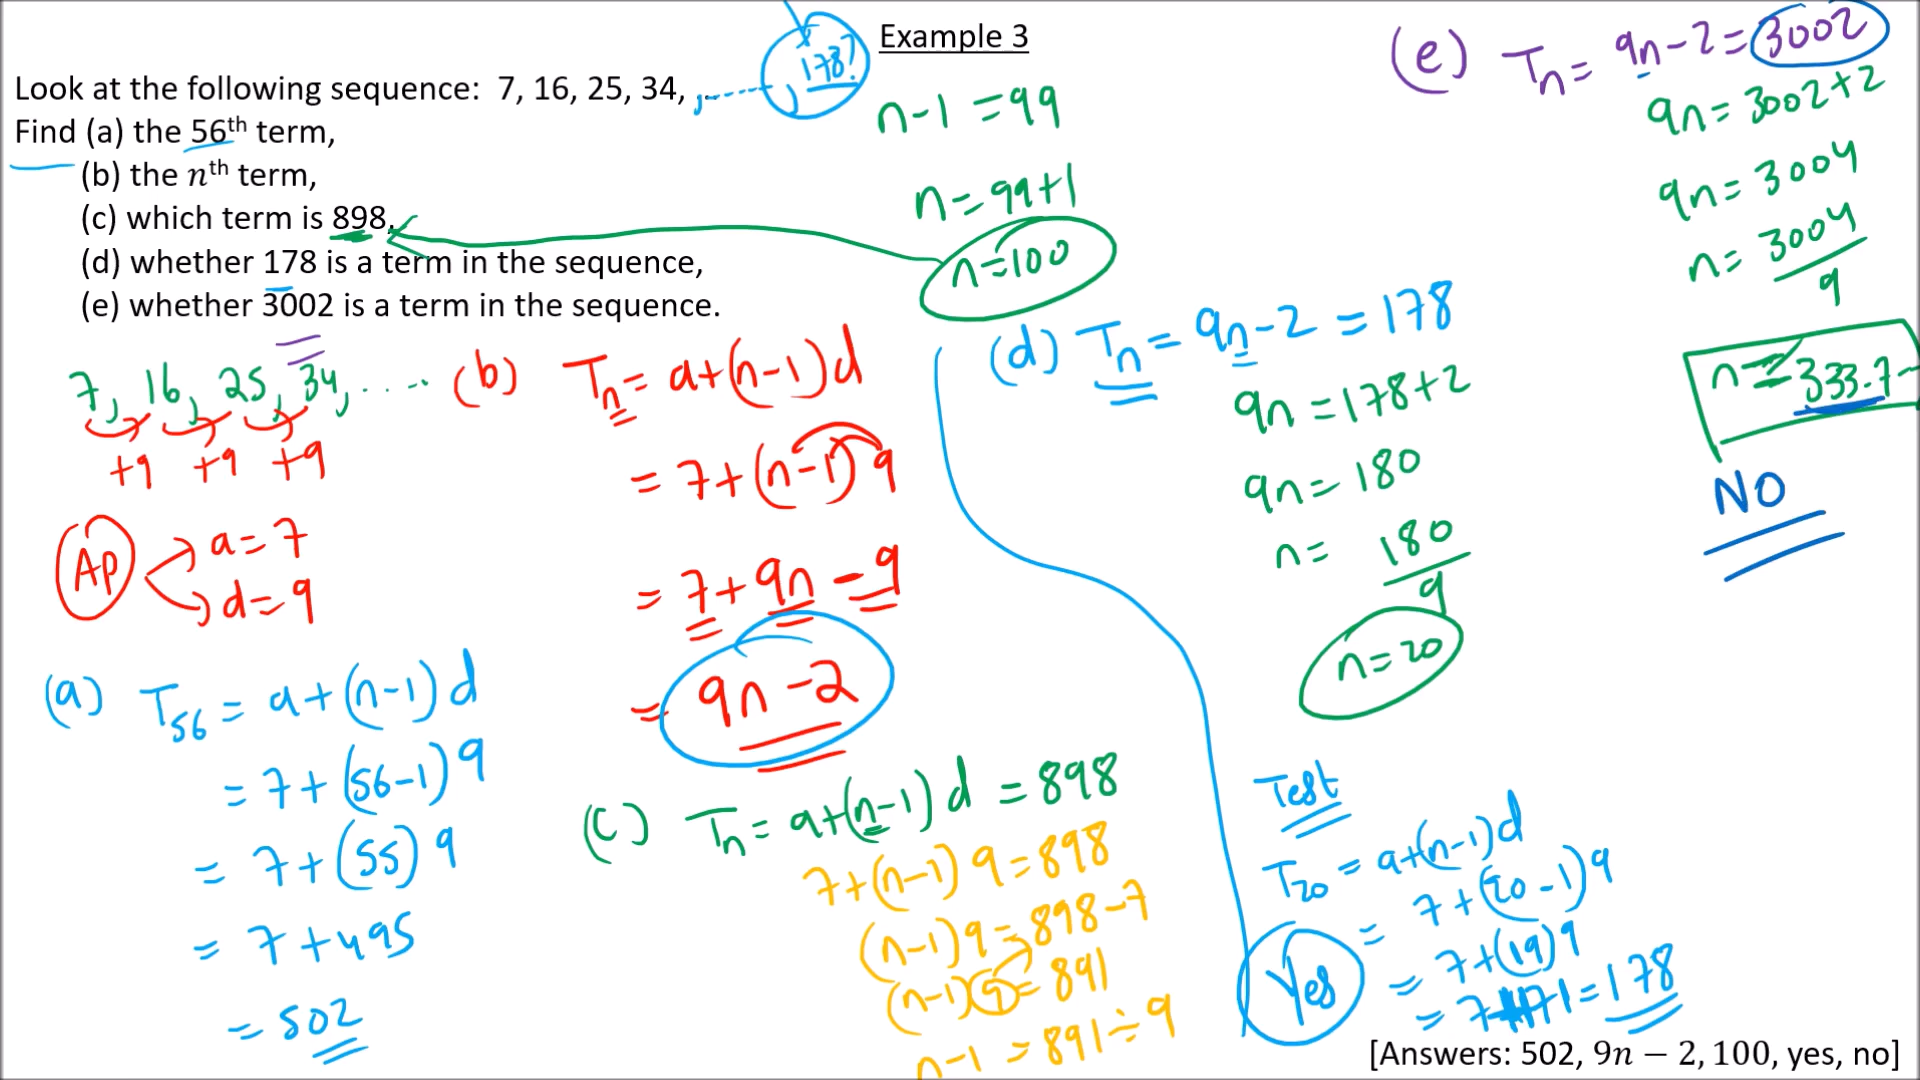 Example 3
Look at the following sequence: 7, 16, 25, 34, ...
178?
Find (a) the 56th term,
(b) the nth term,
(c) which term is 898,
(d) whether 178 is a term in the sequence,
(e) whether 3002 is a term in the sequence.
7, 16, 25, 34, ....
+9 +9 +9
AP
a=7
d=9
(a) T56 = a+(n-1)d
= 7+(56-1)9
= 7+(55)9
= 7+495
= 502
(b) Tn = a+(n-1)d
= 7+(n-1)9
= 7+9n-9
= 9n-2
(c) Tn = a+(n-1)d = 898
7+(n-1)9=898
(n-1)9=898-7
(n-1)9=891
n-1=891÷9
n-1=99
n=99+1
n=100
(d) Tn = 9n-2 = 178
9n=178+2
9n=180
n= 180
9
n=20
Test
T20 = a+(n-1)d
= 7+(20-1)9
= 7+(19)9
= 7+171=178
Yes
(e) Tn= 9n-2=3002
9n=3002+2
9n=3004
n= 3004
9
n=333.7
NO
[Answers: 502, 9n − 2, 100, yes, no]